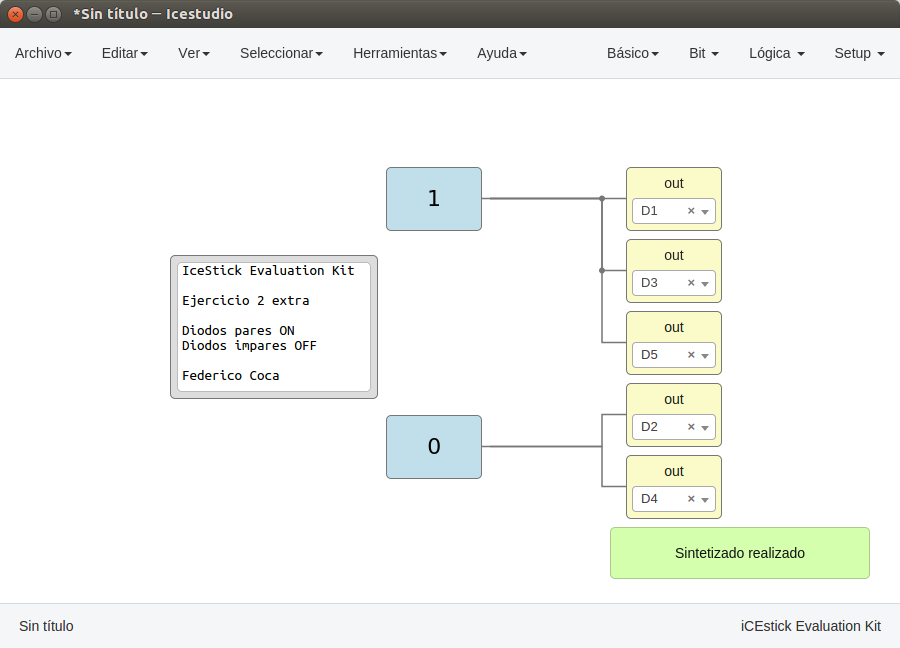 *Sin título — Icestudio
Archivo Editar Ver Seleccionar Herramientas Ayuda Básico Bit Lógica Setup
1
out
D1 ×
out
D3 ×
IceStick Evaluation Kit
Ejercicio 2 extra
Diodos pares ON
Diodos impares OFF
Federico Coca
out
D5 ×
0
out
D2 ×
out
D4 ×
Sintetizado realizado
Sin título
iCEstick Evaluation Kit